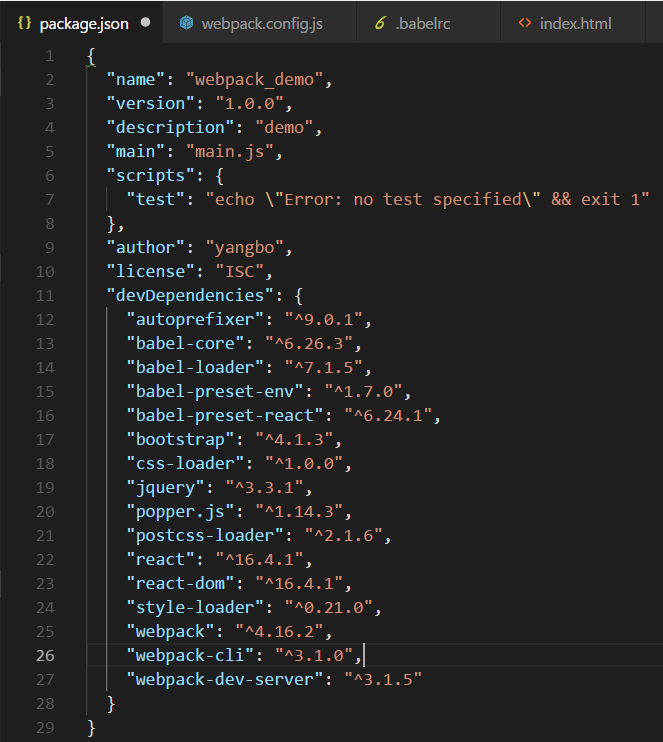 package.json webpack.config.js .babelrc index.html
1 {
2 "name": "webpack_demo",
3 "version": "1.0.0",
4 "description": "demo",
5 "main": "main.js",
6 "scripts": {
7 "test": "echo \"Error: no test specified\" && exit 1"
8 },
9 "author": "yangbo",
10 "license": "ISC",
11 "devDependencies": {
12 "autoprefixer": "^9.0.1",
13 "babel-core": "^6.26.3",
14 "babel-loader": "^7.1.5",
15 "babel-preset-env": "^1.7.0",
16 "babel-preset-react": "^6.24.1",
17 "bootstrap": "^4.1.3",
18 "css-loader": "^1.0.0",
19 "jquery": "^3.3.1",
20 "popper.js": "^1.14.3",
21 "postcss-loader": "^2.1.6",
22 "react": "^16.4.1",
23 "react-dom": "^16.4.1",
24 "style-loader": "^0.21.0",
25 "webpack": "^4.16.2",
26 "webpack-cli": "^3.1.0",
27 "webpack-dev-server": "^3.1.5"
28 }
29 }